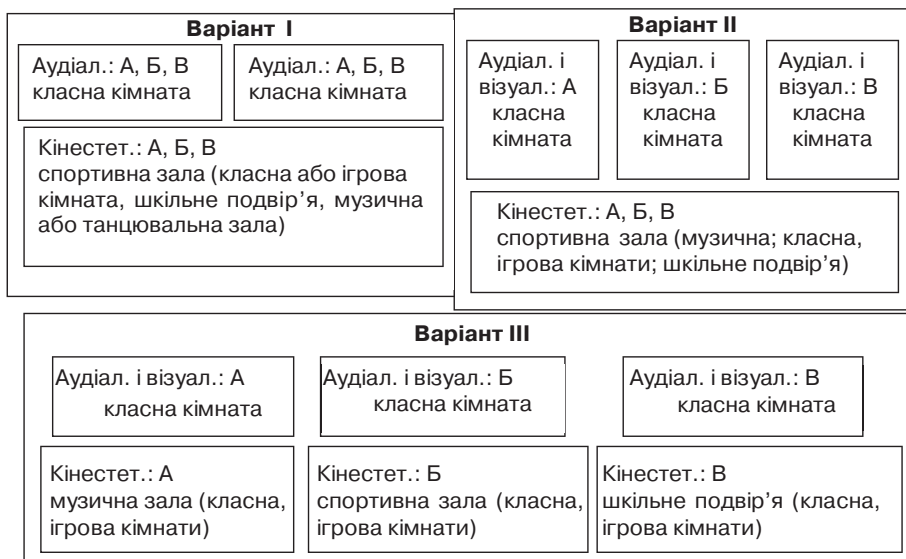 Варіант І
Аудіал.: А, Б, В
класна кімната
Аудіал.: А, Б, В
класна кімната
Кінестет.: А, Б, В
спортивна зала (класна або ігрова
кімната, шкільне подвір’я, музична
або танцювальна зала)
Варіант ІІ
Аудіал. і
візуал.: А
класна
кімната
Аудіал. і
візуал.: Б
класна
кімната
Аудіал. і
візуал.: В
класна
кімната
Кінестет.: А, Б, В
спортивна зала (музична; класна,
ігрова кімнати; шкільне подвір’я)
Варіант ІІІ
Аудіал. і візуал.: А
класна кімната
Аудіал. і візуал.: Б
класна кімната
Аудіал. і візуал.: В
класна кімната
Кінестет.: А
музична зала (класна,
ігрова кімнати)
Кінестет.: Б
спортивна зала (класна,
ігрова кімнати)
Кінестет.: В
шкільне подвір’я (класна,
ігрова кімнати)